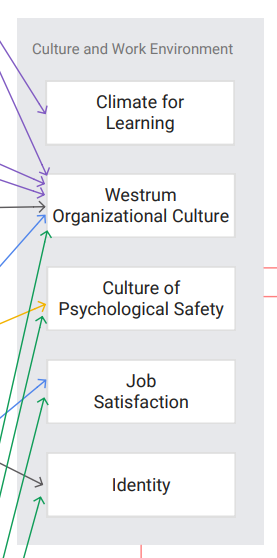 Culture and Work Environment
Climate for
Learning
Westrum
Organizational Culture
Culture of
Psychological Safety
Job
Satisfaction
Identity